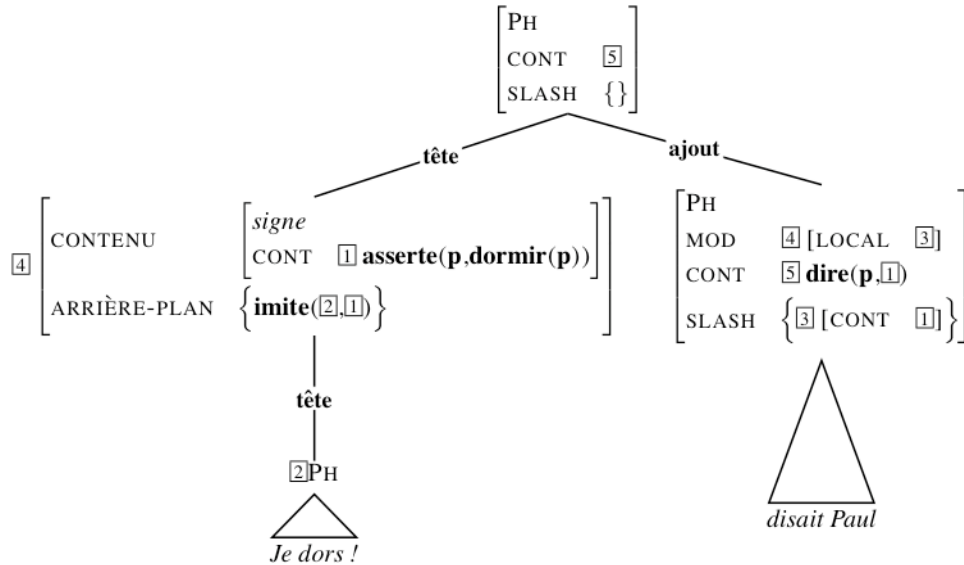 PH
CONT 5
SLASH {}
tête
ajout
4
CONTENU
signe
CONT 1 asserte(p,dormir(p))
ARRIÈRE-PLAN {imite(2,1)}
PH
MOD 4 [LOCAL 3]
CONT 5 dire(p,1)
SLASH {3 [CONT 1]}
tête
2PH
Je dors !
disait Paul